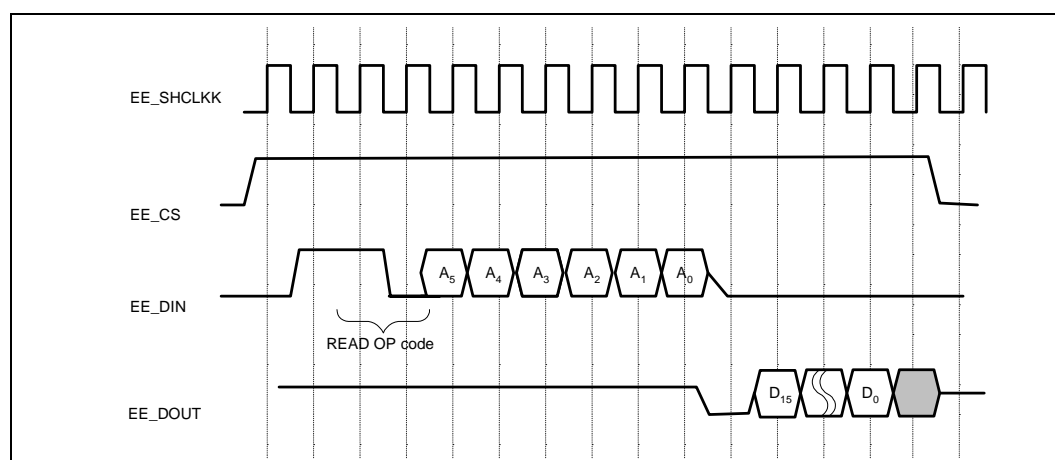 EE_SHCLKK
EE_CS
EE_DIN
A5 A4 A3 A2 A1 A0
READ OP code
EE_DOUT
D15 D0